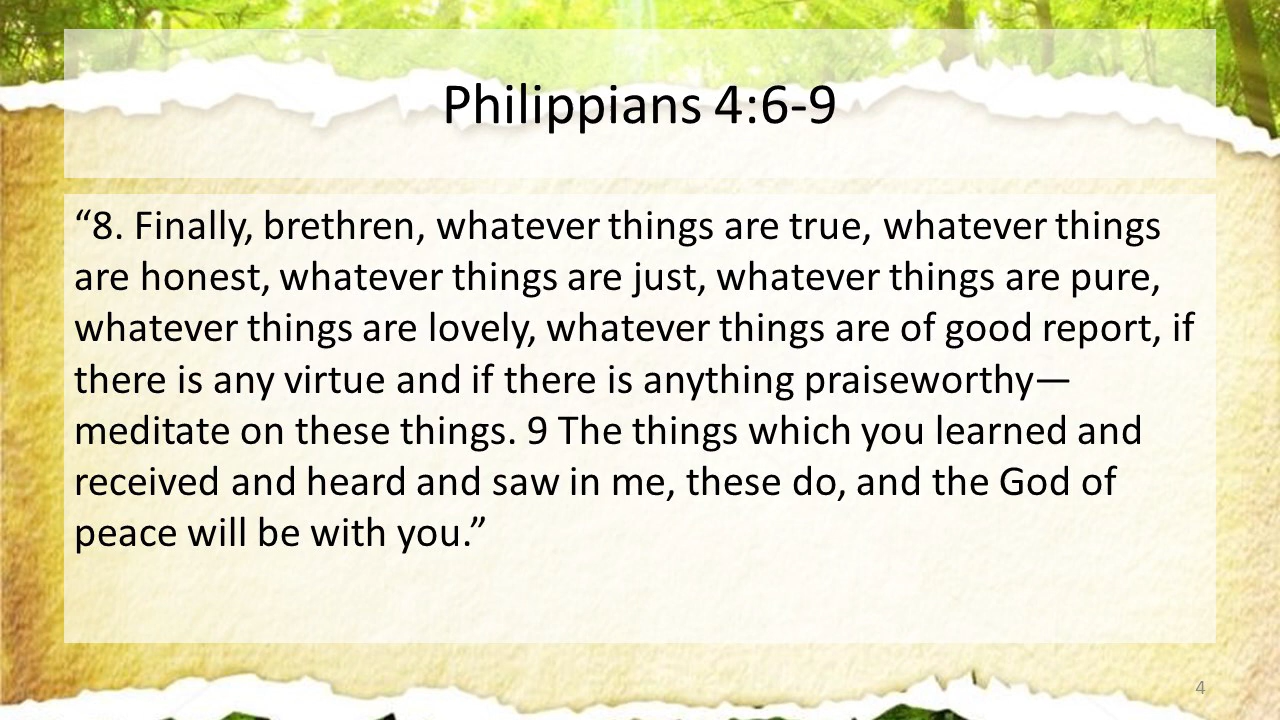 Philippians 4:6-9
“8. Finally, brethren, whatever things are true, whatever things
are honest, whatever things are just, whatever things are pure,
whatever things are lovely, whatever things are of good report, if
there is any virtue and if there is anything praiseworthy—
meditate on these things. 9 The things which you learned and
received and heard and saw in me, these do, and the God of
peace will be with you.”
4